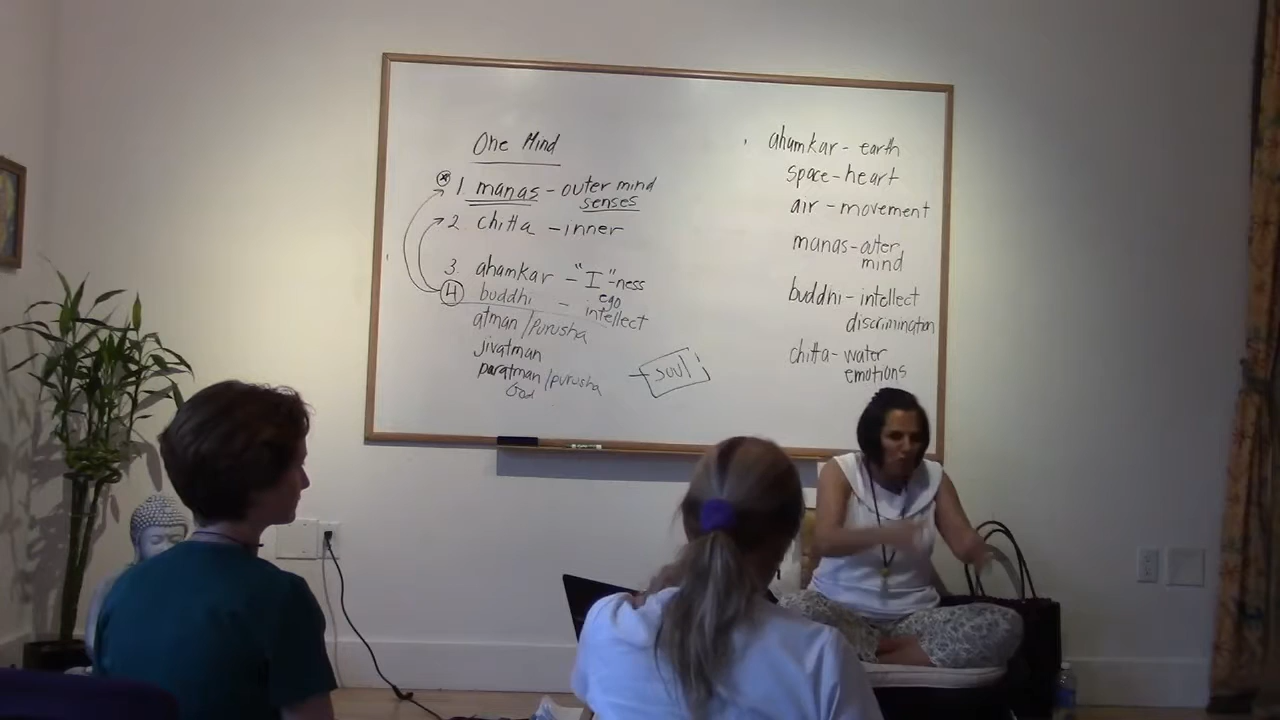 One Mind
1. manas - outer mind
senses
2. chitta - inner
3. ahamkar - "I"-ness
ego
4 buddhi - intellect
atman/purusha
jivatman
paratman/purusha
God
soul
ahamkar - earth
space - heart
air - movement
manas - outer
mind
buddhi - intellect
discrimination
chitta - water
emotions